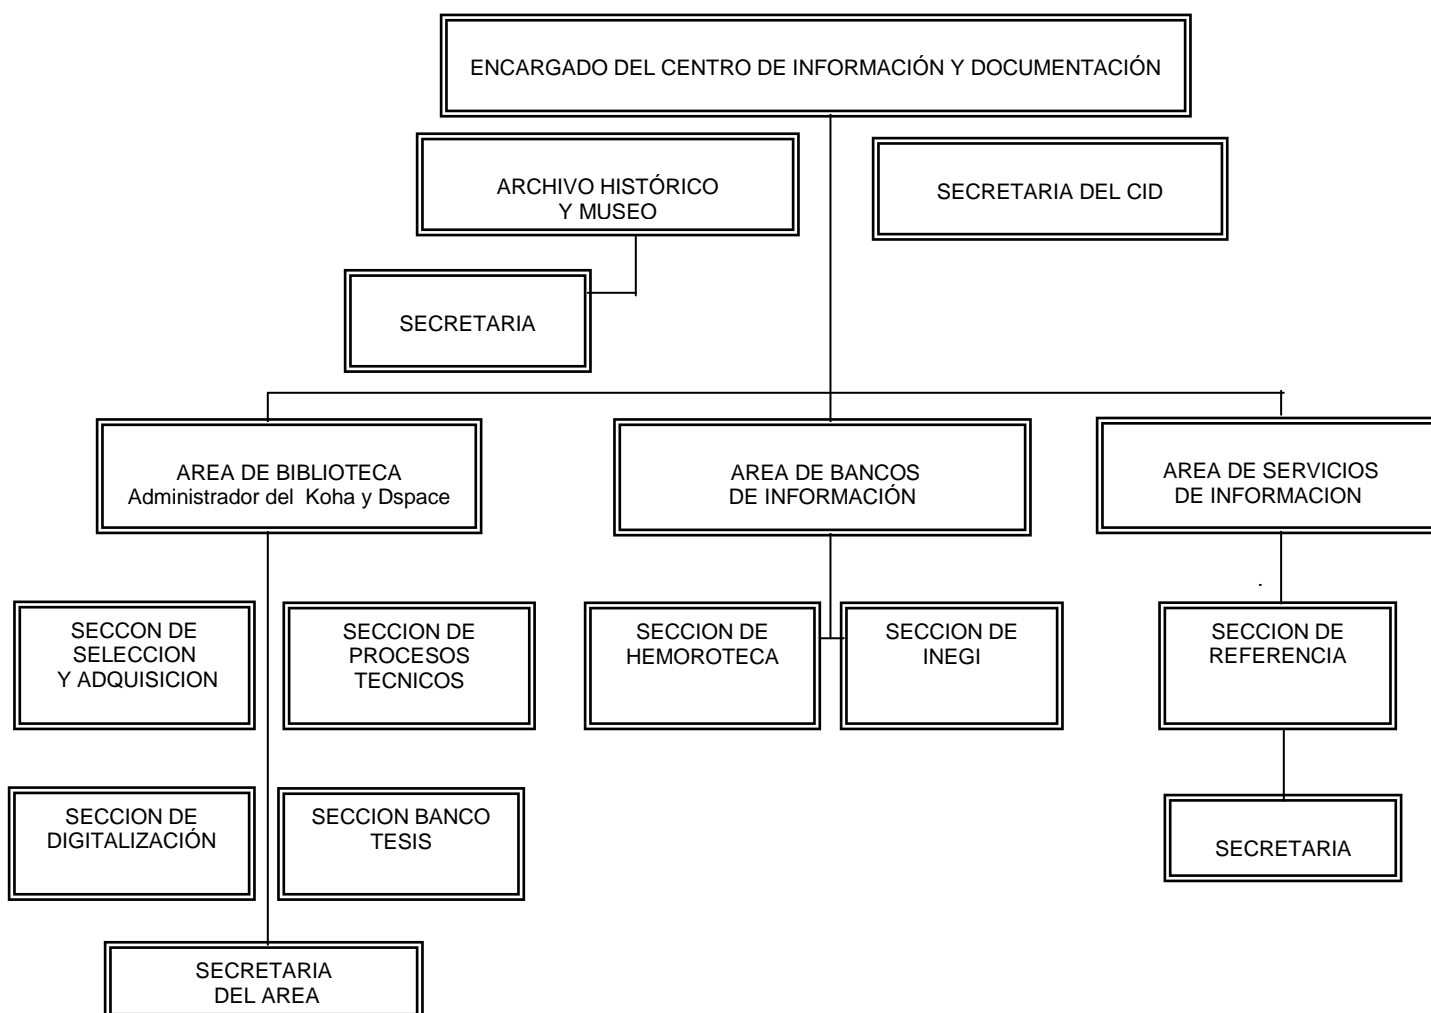 ENCARGADO DEL CENTRO DE INFORMACIÓN Y DOCUMENTACIÓN
ARCHIVO HISTÓRICO
Y MUSEO
SECRETARIA DEL CID
SECRETARIA
AREA DE BIBLIOTECA
Administrador del Koha y Dspace
AREA DE BANCOS
DE INFORMACIÓN
AREA DE SERVICIOS
DE INFORMACION
SECCON DE
SELECCION
Y ADQUISICION
SECCION DE
PROCESOS
TECNICOS
SECCION DE
HEMOROTECA
SECCION DE
INEGI
SECCION DE
REFERENCIA
SECCION DE
DIGITALIZACIÓN
SECCION BANCO
TESIS
SECRETARIA
SECRETARIA
DEL AREA